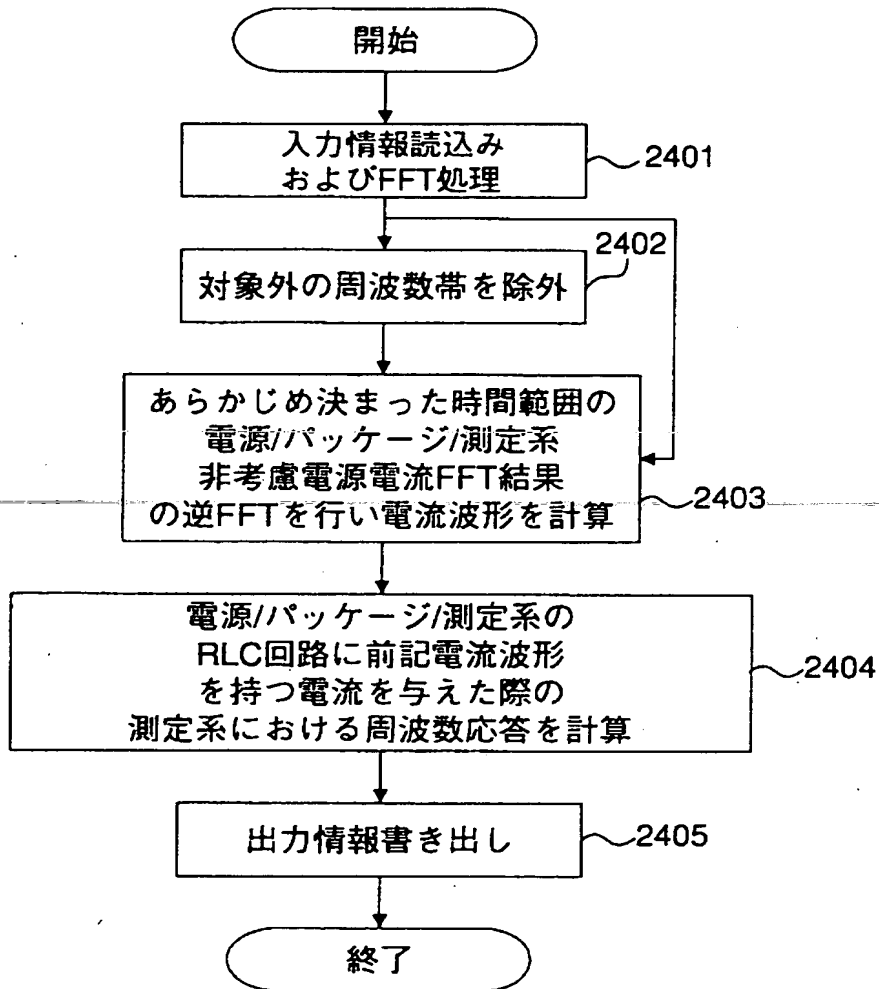 開始
入力情報読込み
およびFFT処理
2401
2402
対象外の周波数帯を除外
あらかじめ決まった時間範囲の
電源/パッケージ/測定系
非考慮電源電流FFT結果
の逆FFTを行い電流波形を計算
2403
電源/パッケージ/測定系の
RLC回路に前記電流波形
を持つ電流を与えた際の
測定系における周波数応答を計算
2404
出力情報書き出し
2405
終了